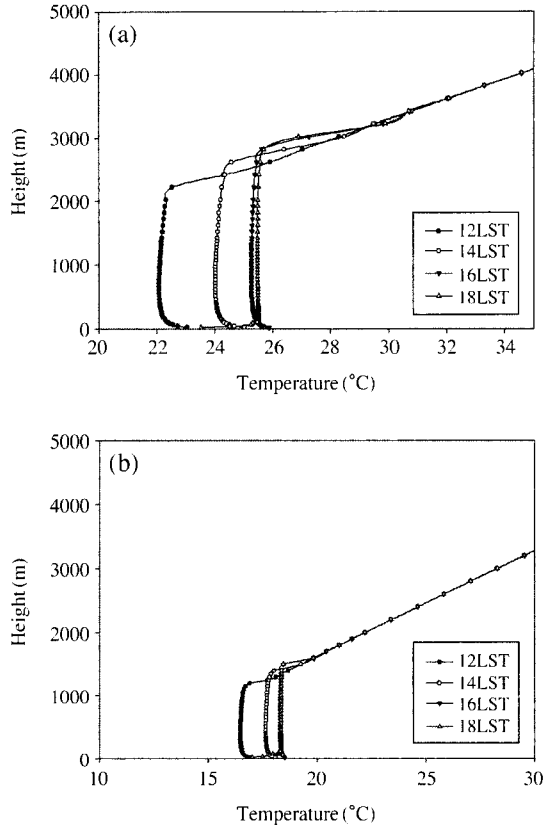 (a)
5000
4000
3000
2000
1000
0
Height (m)
12LST
14LST
16LST
18LST
20 22 24 26 28 30 32 34
Temperature (°C)
(b)
5000
4000
3000
2000
1000
0
Height (m)
12LST
14LST
16LST
18LST
10 15 20 25 30
Temperature (°C)